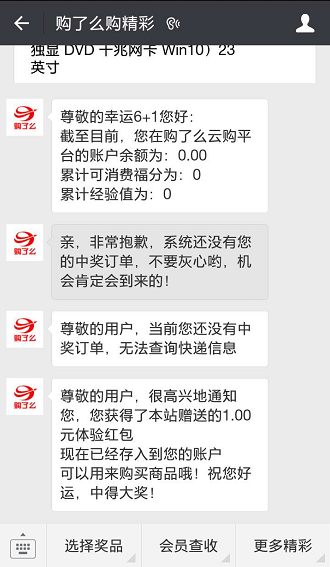 购了么购精彩
独显 DVD 千兆网卡 Win10）23
英寸
购了么
尊敬的幸运6+1您好:
截至目前，您在购了么云购平
台的账户余额为：0.00
累计可消费福分为：0
累计经验值为：0
购了么
亲，非常抱歉，系统还没有您
的中奖订单，不要灰心哟，机
会肯定会到来的！
购了么
尊敬的用户，当前您还没有中
奖订单，无法查询快递信息
购了么
尊敬的用户，很高兴地通知
您，您获得了本站赠送的1.00
元体验红包
现在已经存入到您的账户
可以用来购买商品哦！祝您好
运，中得大奖！
选择奖品
会员查收
更多精彩